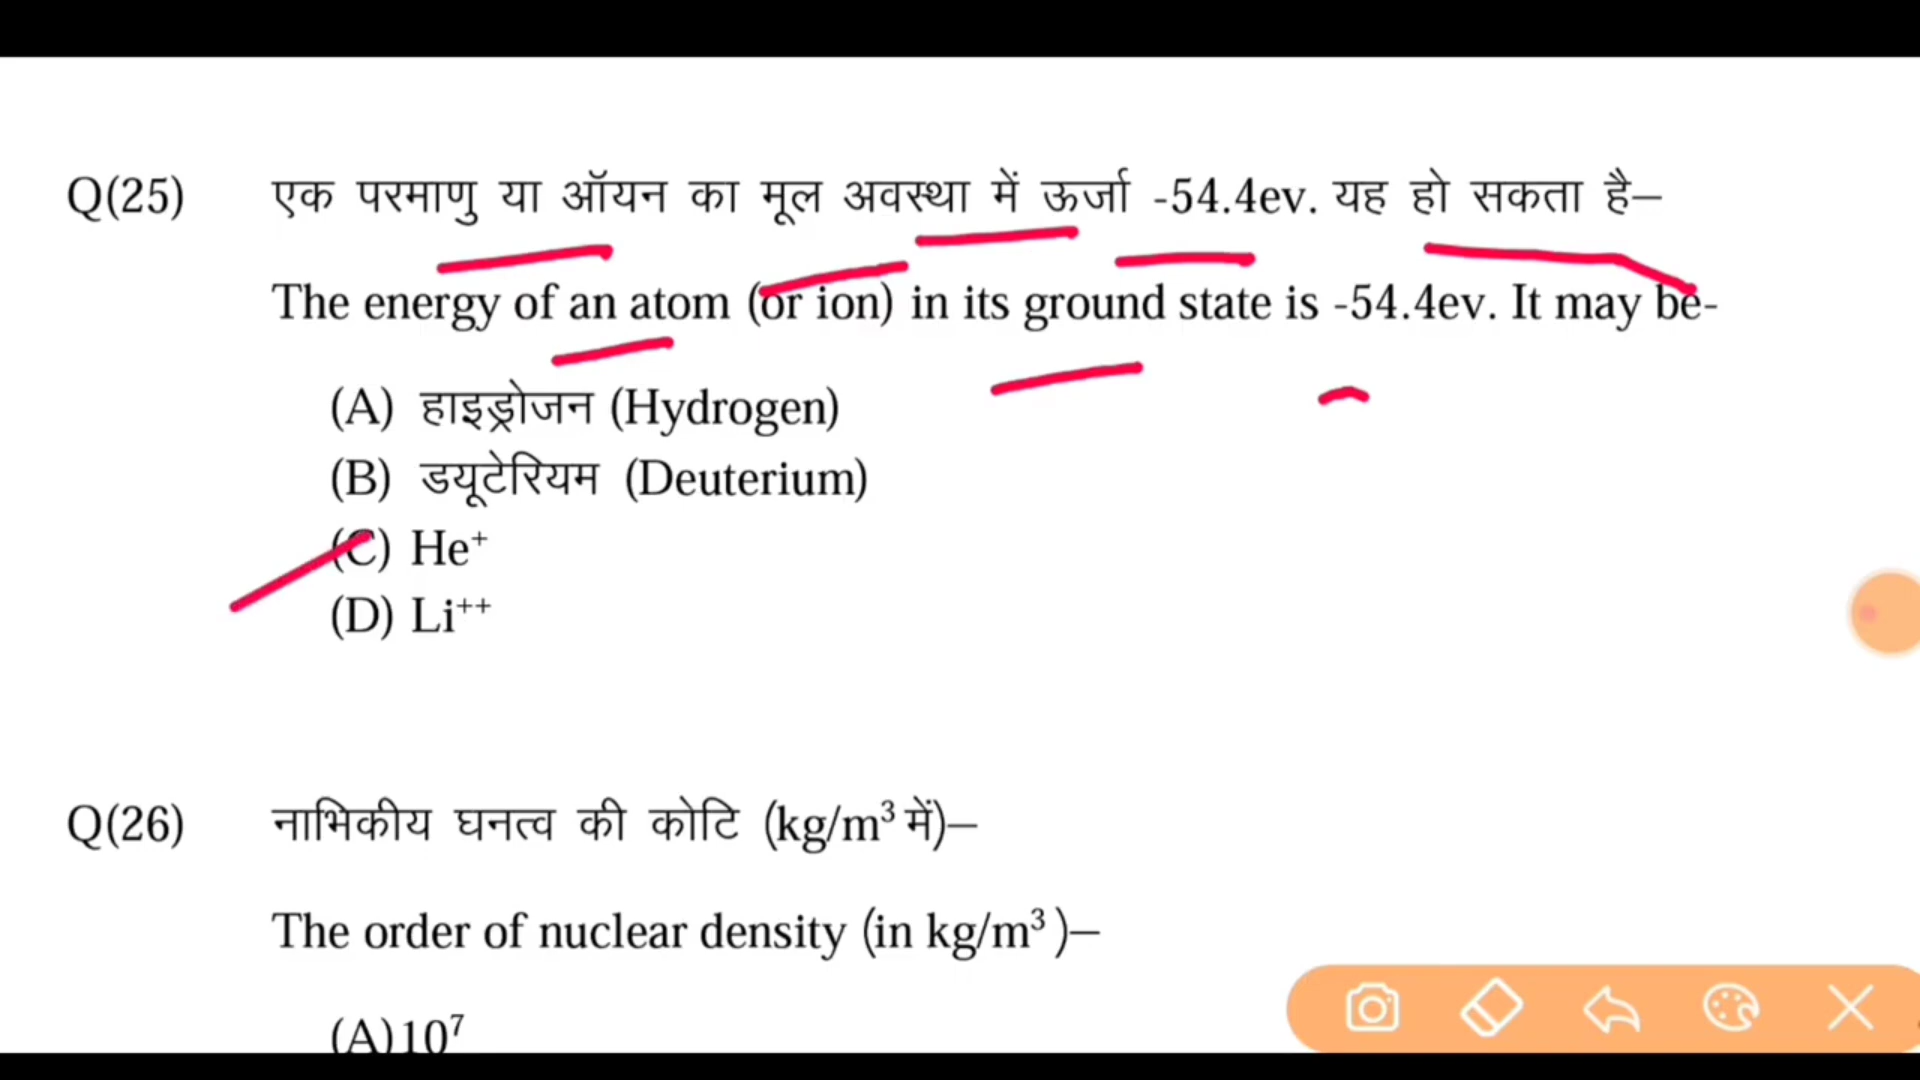 Q(25) एक परमाणु या ऑयन का मूल अवस्था में ऊर्जा -54.4ev. यह हो सकता है–
The energy of an atom (or ion) in its ground state is -54.4ev. It may be-
(A) हाइड्रोजन (Hydrogen)
(B) डयूटेरियम (Deuterium)
(C) He⁺
(D) Li⁺⁺
Q(26) नाभिकीय घनत्व की कोटि (kg/m³ में)–
The order of nuclear density (in kg/m³ )–
(A)10⁷